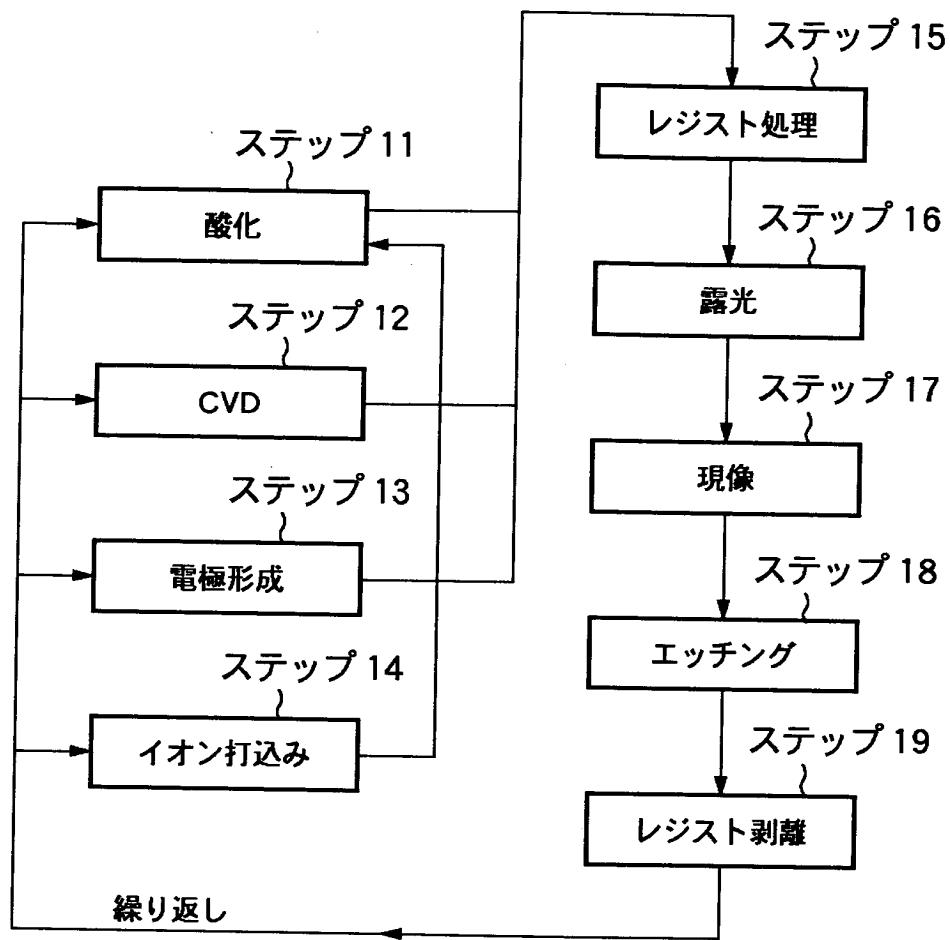 ステップ 11
酸化
ステップ 12
CVD
ステップ 13
電極形成
ステップ 14
イオン打込み
ステップ 15
レジスト処理
ステップ 16
露光
ステップ 17
現像
ステップ 18
エッチング
ステップ 19
レジスト剥離
繰り返し